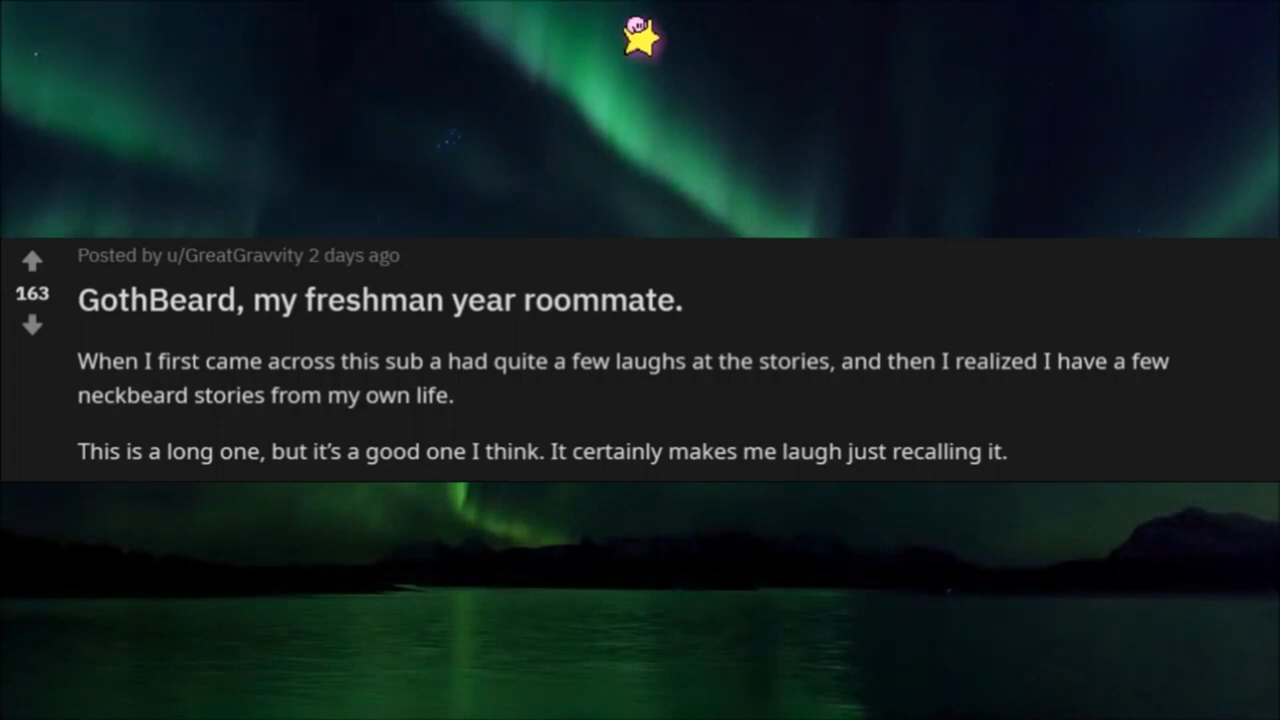 Posted by u/GreatGravvity 2 days ago
163
GothBeard, my freshman year roommate.
When I first came across this sub a had quite a few laughs at the stories, and then I realized I have a few
neckbeard stories from my own life.
This is a long one, but it’s a good one I think. It certainly makes me laugh just recalling it.